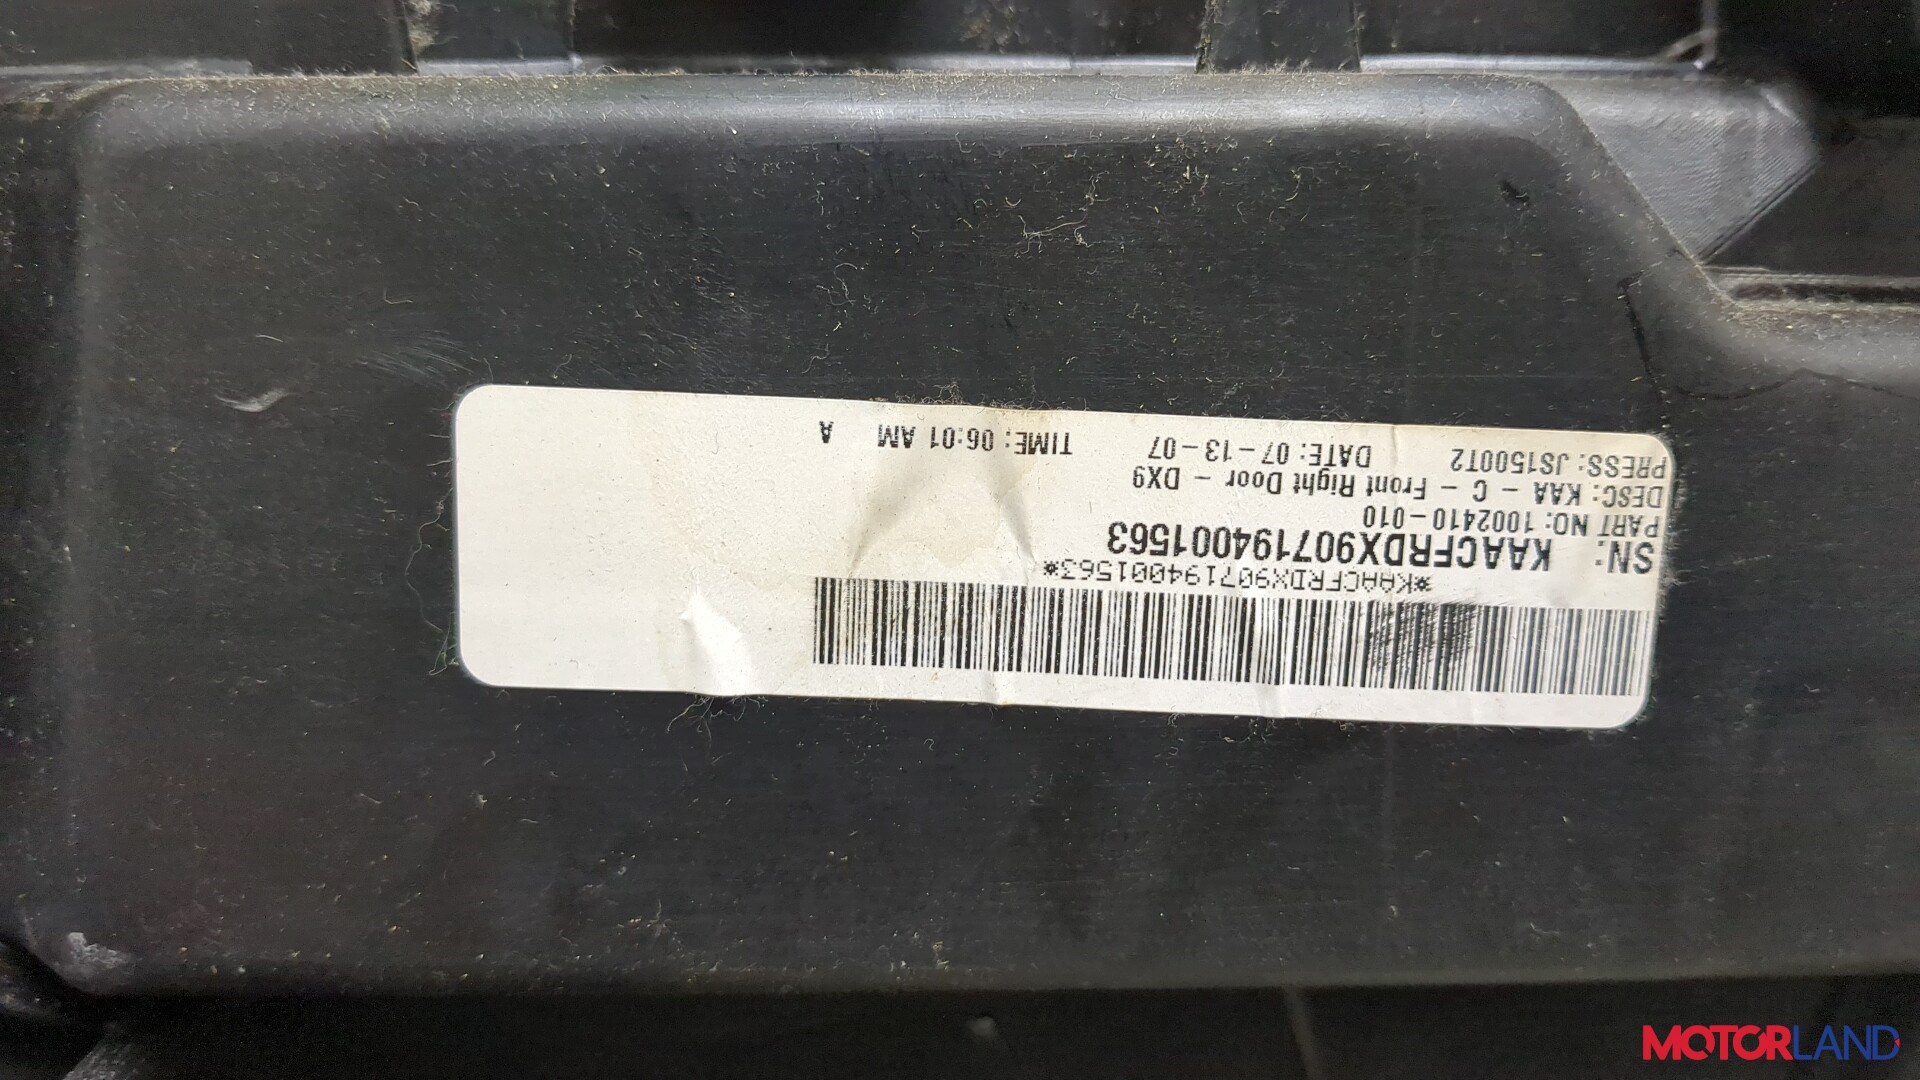 PRESS: JS1500T2 DATE: 07-13-07 TIME: 06:01 AM A
DESC: KAA - C - Front Right Door - DX9
PART NO: 1002410-010
SN: KAACFRDX907194001563
*KAACFRDX907194001563*
MOTORLAND